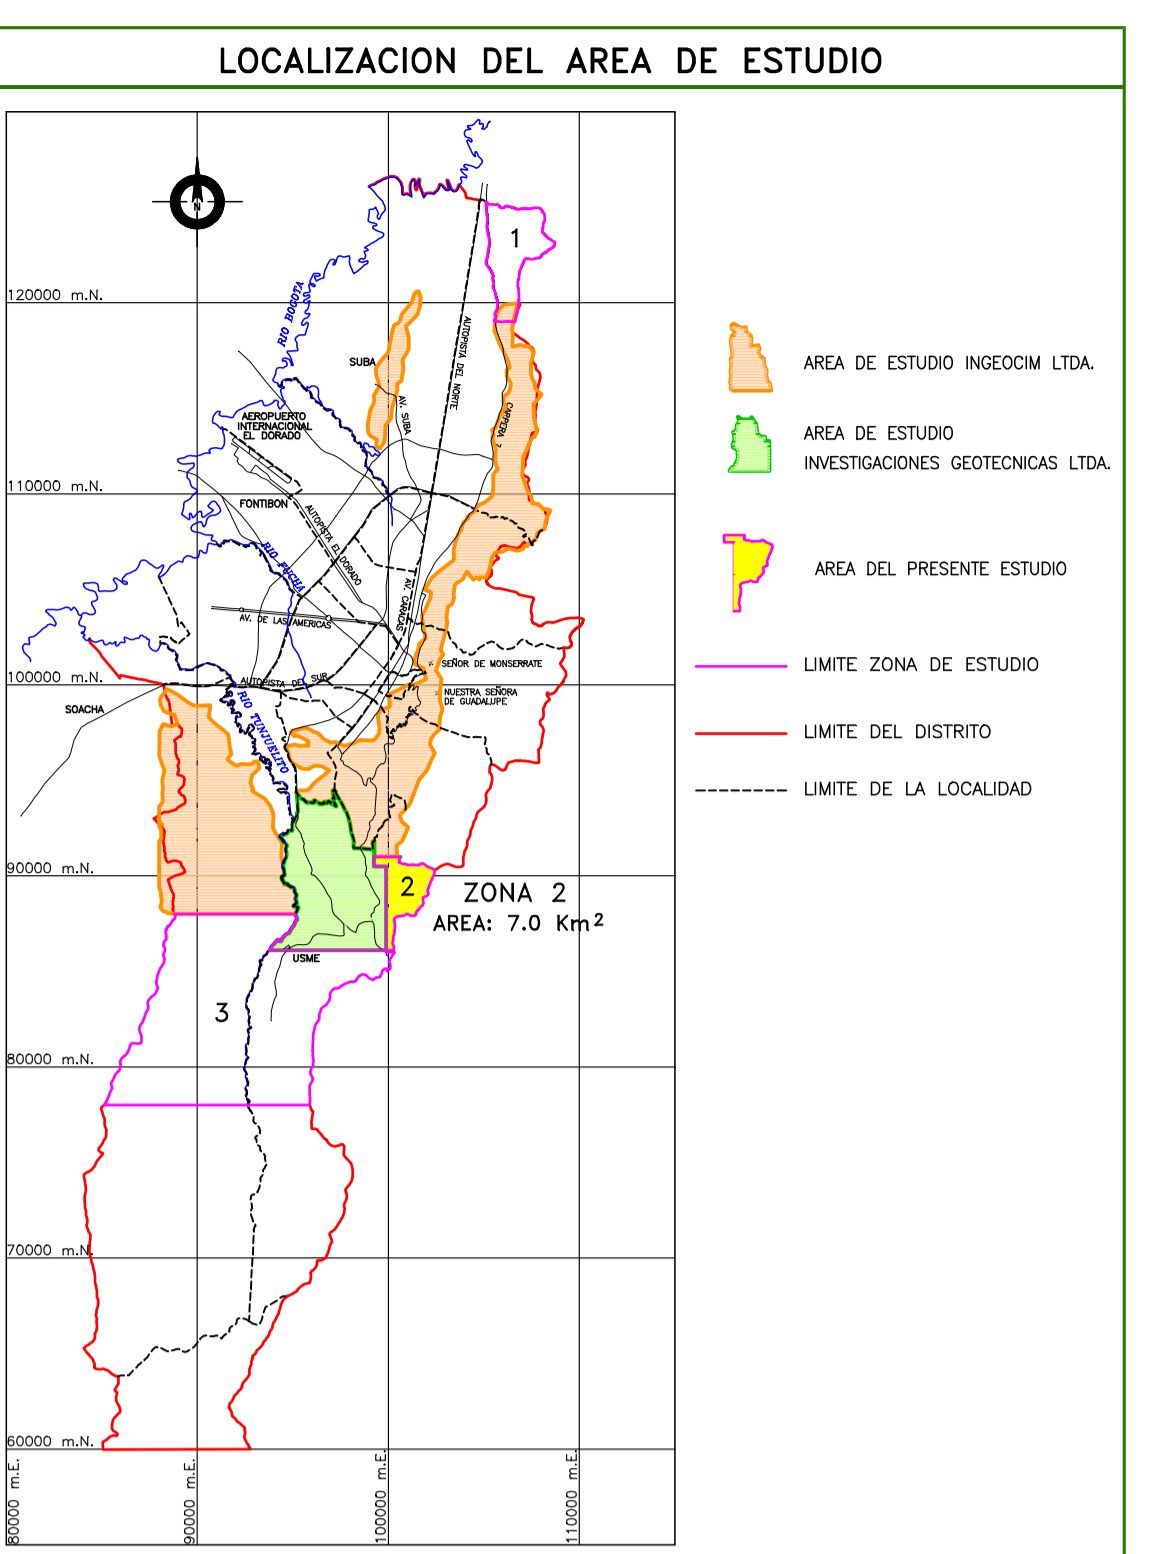 LOCALIZACION DEL AREA DE ESTUDIO
N
1
120000 m.N.
RIO BOGOTA
AUTOPISTA DEL NORTE
SUBA
AV. SUBA
CARRERA 7
AEROPUERTO
INTERNACIONAL
EL DORADO
110000 m.N.
FONTIBON
AUTOPISTA EL DORADO
RIO FUCHA
AV. CARACAS
AV. DE LAS AMERICAS
SEÑOR DE MONSERRATE
100000 m.N.
AUTOPISTA DEL SUR
NUESTRA SEÑORA
DE GUADALUPE
SOACHA
RIO TUNJUELITO
90000 m.N.
2
ZONA 2
AREA: 7.0 Km²
USME
3
80000 m.N.
70000 m.N.
60000 m.N.
80000 m.E.
90000 m.E.
100000 m.E.
110000 m.E.
AREA DE ESTUDIO INGEOCIM LTDA.
AREA DE ESTUDIO
INVESTIGACIONES GEOTECNICAS LTDA.
AREA DEL PRESENTE ESTUDIO
LIMITE ZONA DE ESTUDIO
LIMITE DEL DISTRITO
LIMITE DE LA LOCALIDAD